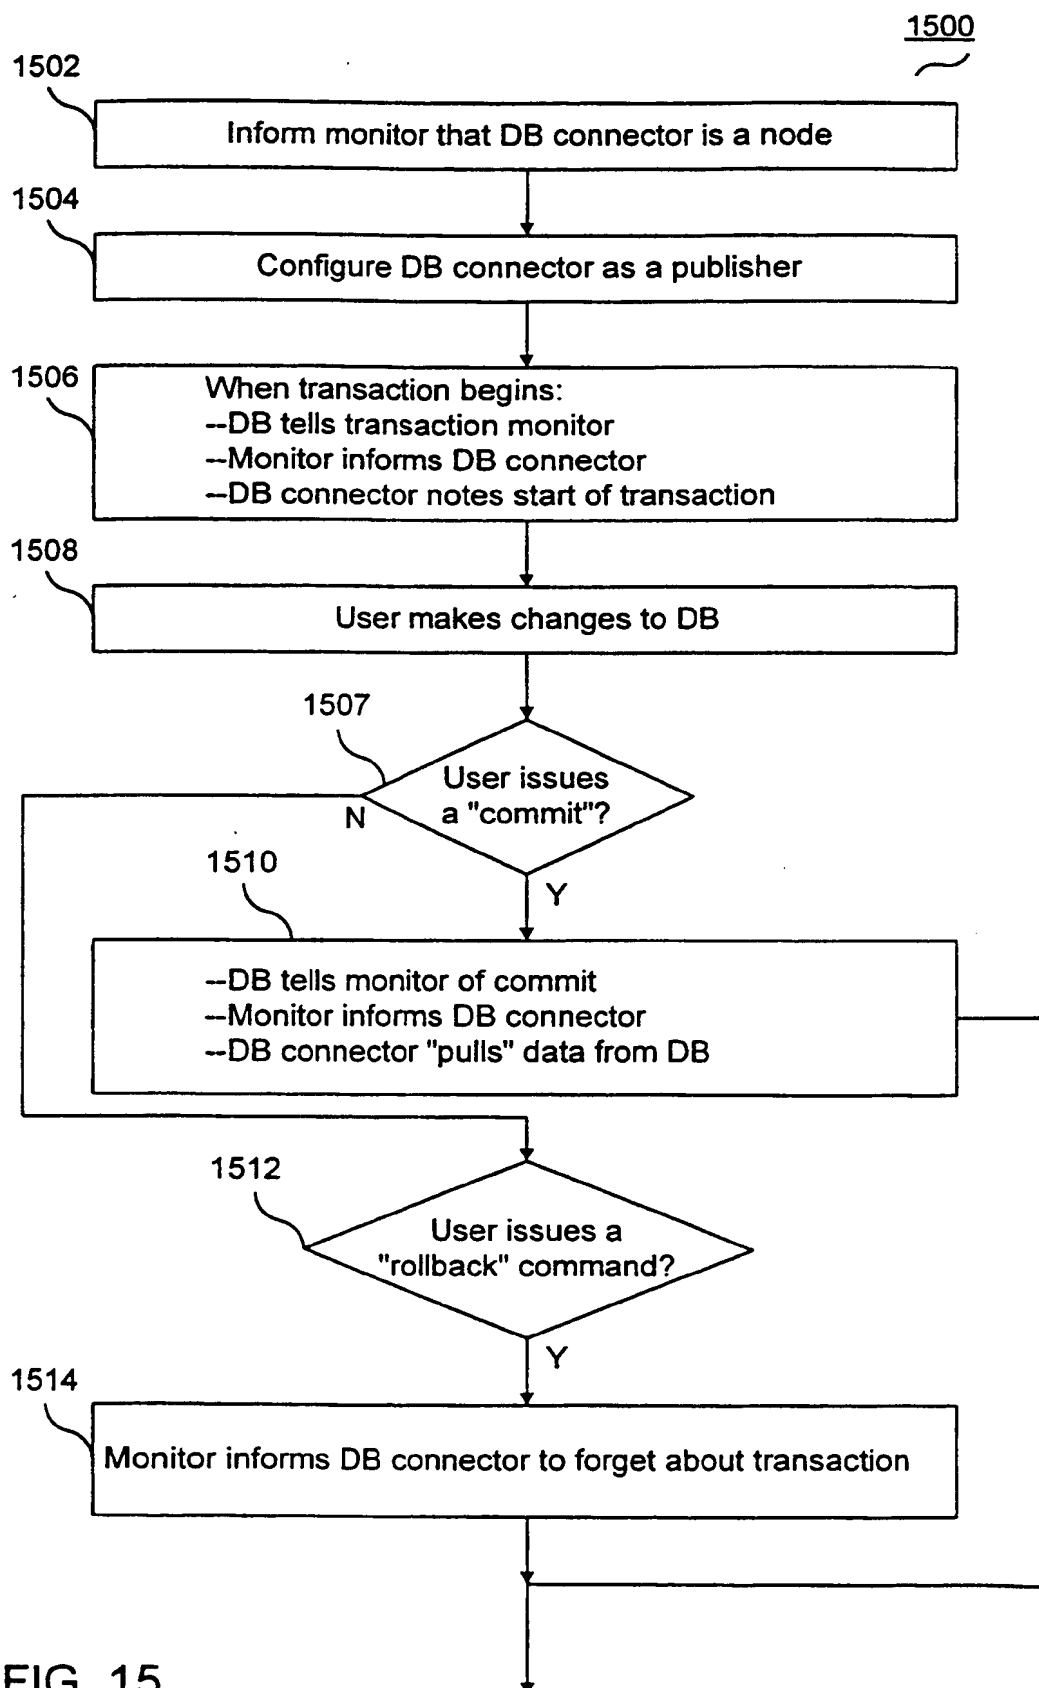 1500
1502
Inform monitor that DB connector is a node
1504
Configure DB connector as a publisher
1506
When transaction begins:
--DB tells transaction monitor
--Monitor informs DB connector
--DB connector notes start of transaction
1508
User makes changes to DB
1507
User issues
a "commit"?
N
Y
1510
--DB tells monitor of commit
--Monitor informs DB connector
--DB connector "pulls" data from DB
1512
User issues a
"rollback" command?
Y
1514
Monitor informs DB connector to forget about transaction
FIG. 15